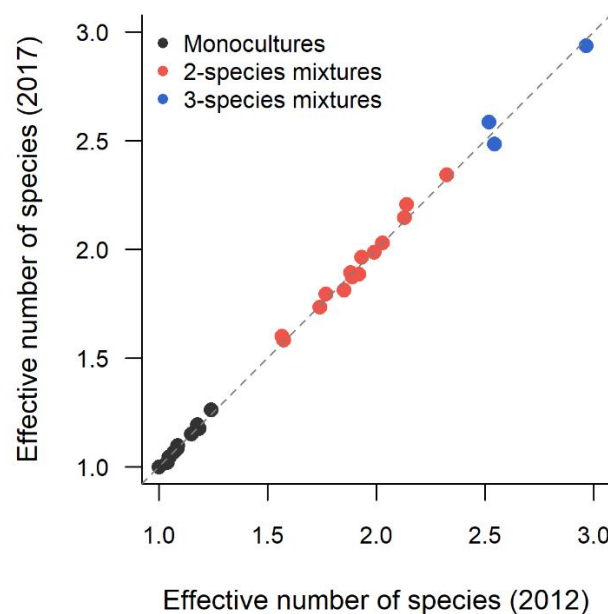 3.0
2.5
2.0
1.5
1.0
Effective number of species (2017)
Monocultures
2-species mixtures
3-species mixtures
1.0
1.5
2.0
2.5
3.0
Effective number of species (2012)